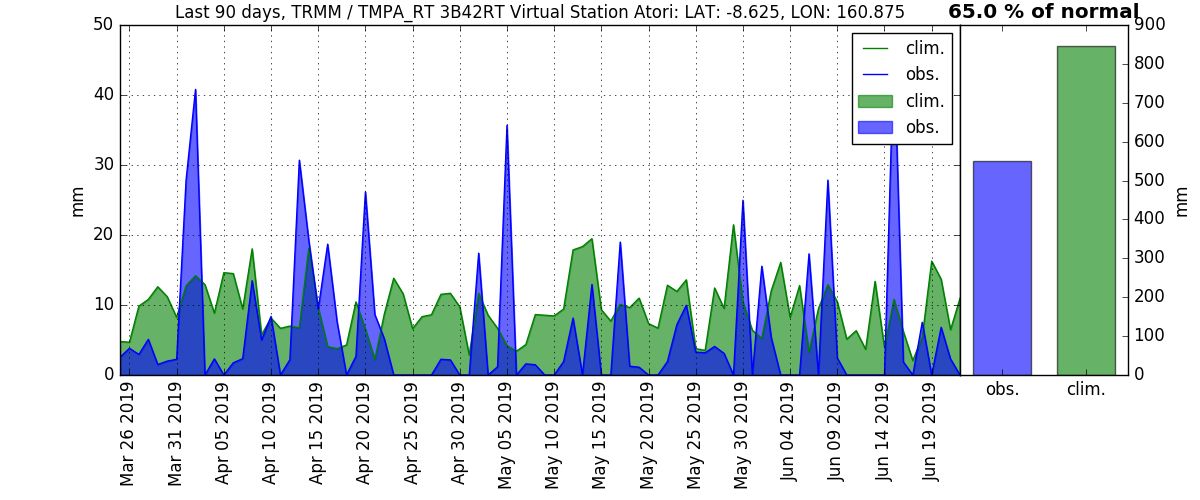 Last 90 days, TRMM / TMPA_RT 3B42RT Virtual Station Atori: LAT: -8.625, LON: 160.875
65.0 % of normal
50
40
30
20
10
0
mm
clim.
obs.
clim.
obs.
900
800
700
600
500
400
300
200
100
0
mm
obs.
clim.
Mar 26 2019
Mar 31 2019
Apr 05 2019
Apr 10 2019
Apr 15 2019
Apr 20 2019
Apr 25 2019
Apr 30 2019
May 05 2019
May 10 2019
May 15 2019
May 20 2019
May 25 2019
May 30 2019
Jun 04 2019
Jun 09 2019
Jun 14 2019
Jun 19 2019